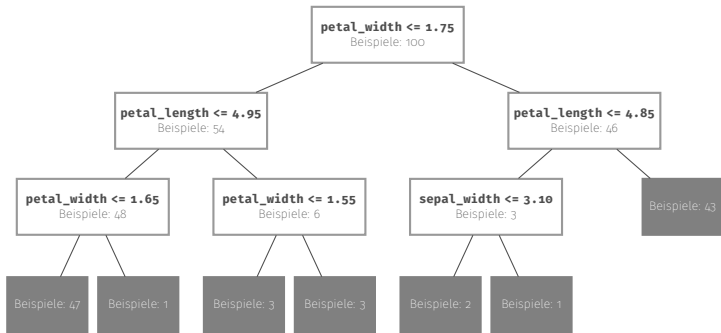 petal_width <= 1.75
Beispiele: 100
petal_length <= 4.95
Beispiele: 54
petal_length <= 4.85
Beispiele: 46
petal_width <= 1.65
Beispiele: 48
petal_width <= 1.55
Beispiele: 6
sepal_width <= 3.10
Beispiele: 3
Beispiele: 43
Beispiele: 47
Beispiele: 1
Beispiele: 3
Beispiele: 3
Beispiele: 2
Beispiele: 1